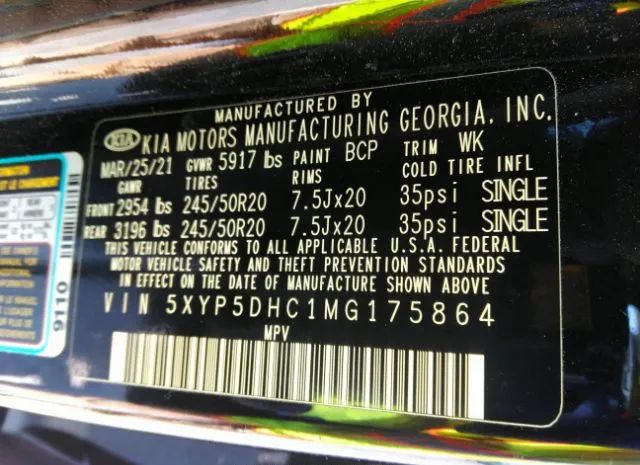 MANUFACTURED BY
KIA KIA MOTORS MANUFACTURING GEORGIA, INC.
MAR/25/21 GVWR 5917 lbs PAINT BCP TRIM WK
GAWR TIRES RIMS COLD TIRE INFL
FRONT 2954 lbs 245/50R20 7.5Jx20 35psi SINGLE
REAR 3196 lbs 245/50R20 7.5Jx20 35psi SINGLE
THIS VEHICLE CONFORMS TO ALL APPLICABLE U.S.A. FEDERAL
MOTOR VEHICLE SAFETY AND THEFT PREVENTION STANDARDS
IN EFFECT ON THE DATE OF MANUFACTURE SHOWN ABOVE
VIN 5XYP5DHC1MG175864
MPV
9110